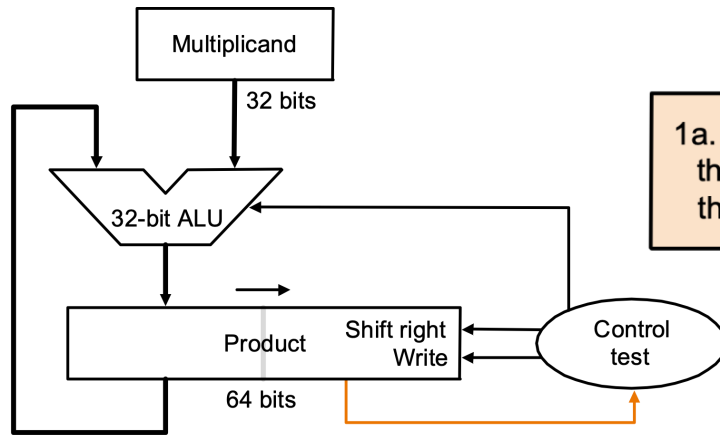 Multiplicand
32 bits
1a.
th
th
32-bit ALU
Shift right
Product
Write
Control
test
64 bits